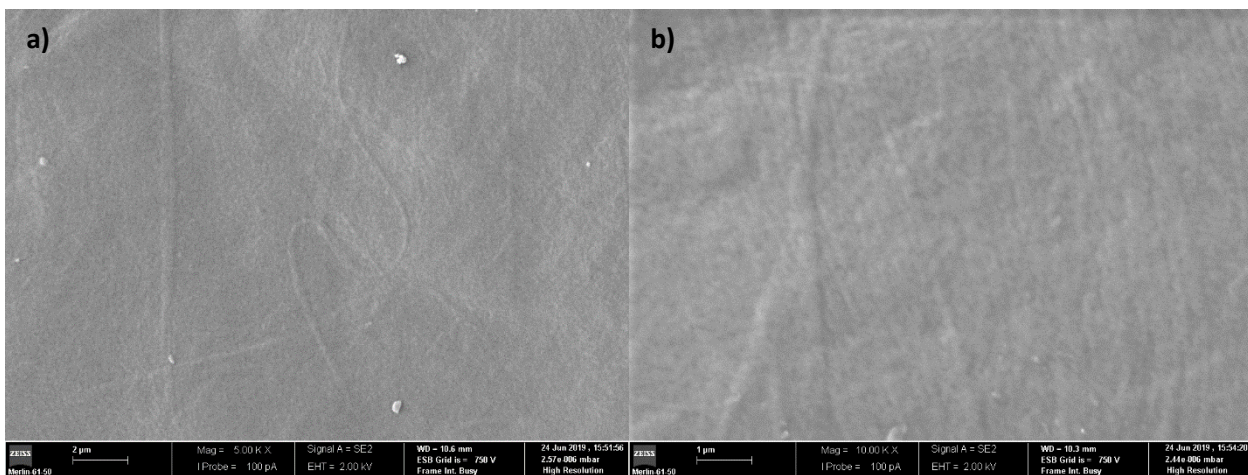 a)
b)
ZEISS
Merlin 61-50
2 µm
Mag = 5.00 K X
I Probe = 100 pA
Signal A = SE2
EHT = 2.00 kV
WD = 10.6 mm
ESB Grid is = 750 V
Frame Int. Busy
24 Jun 2019 , 15:51:56
2.57e-006 mbar
High Resolution
ZEISS
Merlin 61-50
1 µm
Mag = 10.00 K X
I Probe = 100 pA
Signal A = SE2
EHT = 2.00 kV
WD = 10.3 mm
ESB Grid is = 750 V
Frame Int. Busy
24 Jun 2019 , 15:54:20
2.44e-006 mbar
High Resolution